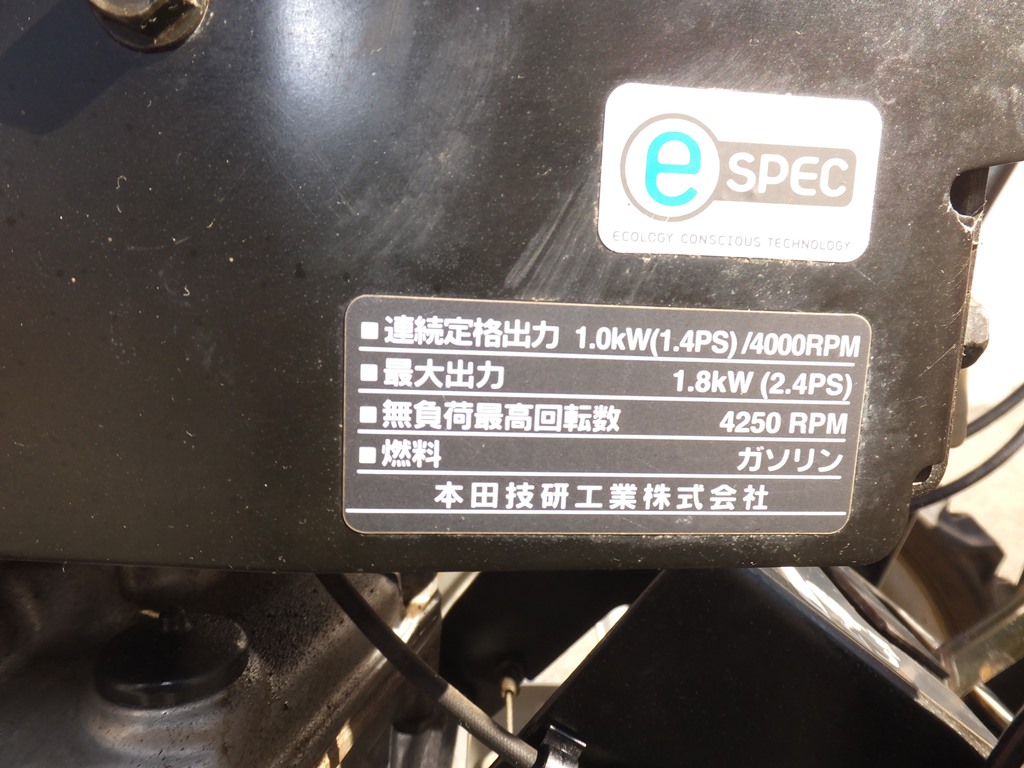 e SPEC
ECOLOGY CONSCIOUS TECHNOLOGY
■連続定格出力 1.0kW(1.4PS)/4000RPM
■最大出力 1.8kW (2.4PS)
■無負荷最高回転数 4250 RPM
■燃料 ガソリン
本田技研工業株式会社